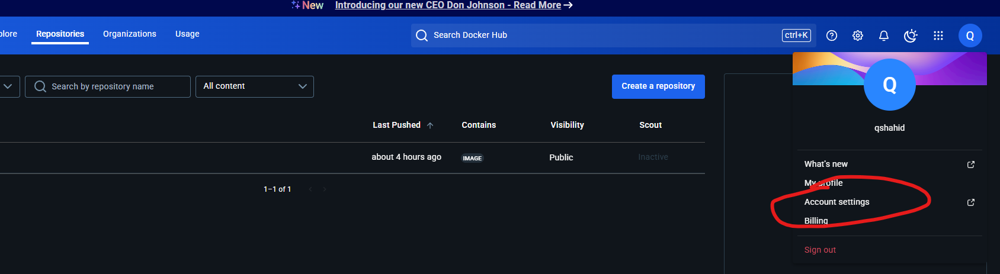 New Introducing our new CEO Don Johnson - Read More
plore Repositories Organizations Usage Search Docker Hub ctrl+K Q
Search by repository name All content Create a repository
Q
qshahid
Last Pushed Contains Visibility Scout
about 4 hours ago IMAGE Public Inactive
1–1 of 1
What's new
My profile
Account settings
Billing
Sign out